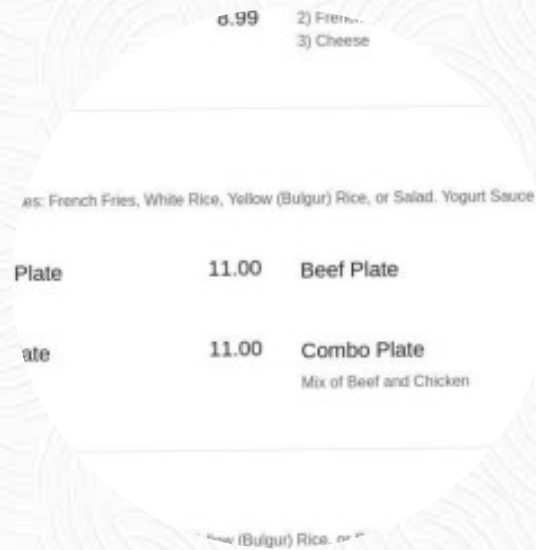 8.99 2)
3) Cheese
es: French Fries, White Rice, Yellow (Bulgur) Rice, or Salad. Yogurt Sauce
Plate 11.00 Beef Plate
ate 11.00 Combo Plate
Mix of Beef and Chicken
(Bulgur) Rice, or